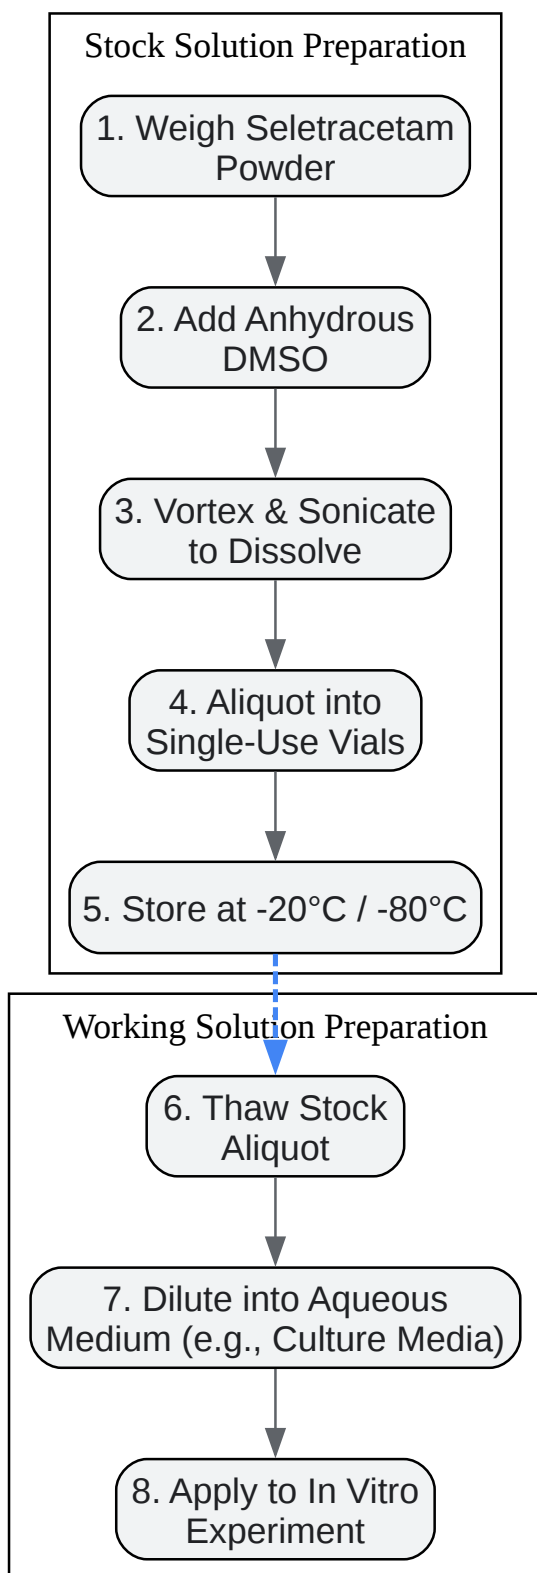 Stock Solution Preparation
1. Weigh Seletracetam
Powder
2. Add Anhydrous
DMSO
3. Vortex & Sonicate
to Dissolve
4. Aliquot into
Single-Use Vials
5. Store at -20°C / -80°C
Working Solution Preparation
6. Thaw Stock
Aliquot
7. Dilute into Aqueous
Medium (e.g., Culture Media)
8. Apply to In Vitro
Experiment